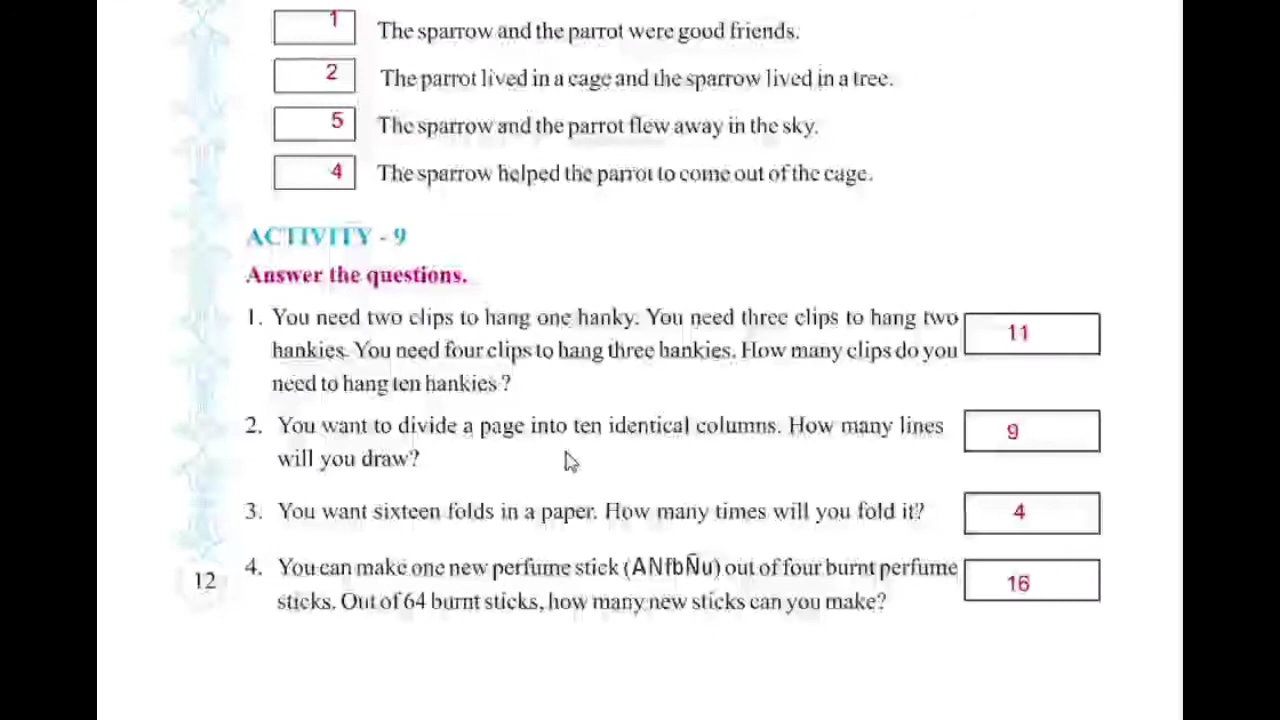 1 The sparrow and the parrot were good friends.
2 The parrot lived in a cage and the sparrow lived in a tree.
5 The sparrow and the parrot flew away in the sky.
4 The sparrow helped the parrot to come out of the cage.
ACTIVITY - 9
Answer the questions.
1. You need two clips to hang one hanky. You need three clips to hang two
hankies. You need four clips to hang three hankies. How many clips do you
need to hang ten hankies ?
11
2. You want to divide a page into ten identical columns. How many lines
will you draw?
9
3. You want sixteen folds in a paper. How many times will you fold it?
4
4. You can make one new perfume stick (ANfbÑu) out of four burnt perfume
sticks. Out of 64 burnt sticks, how many new sticks can you make?
16
12